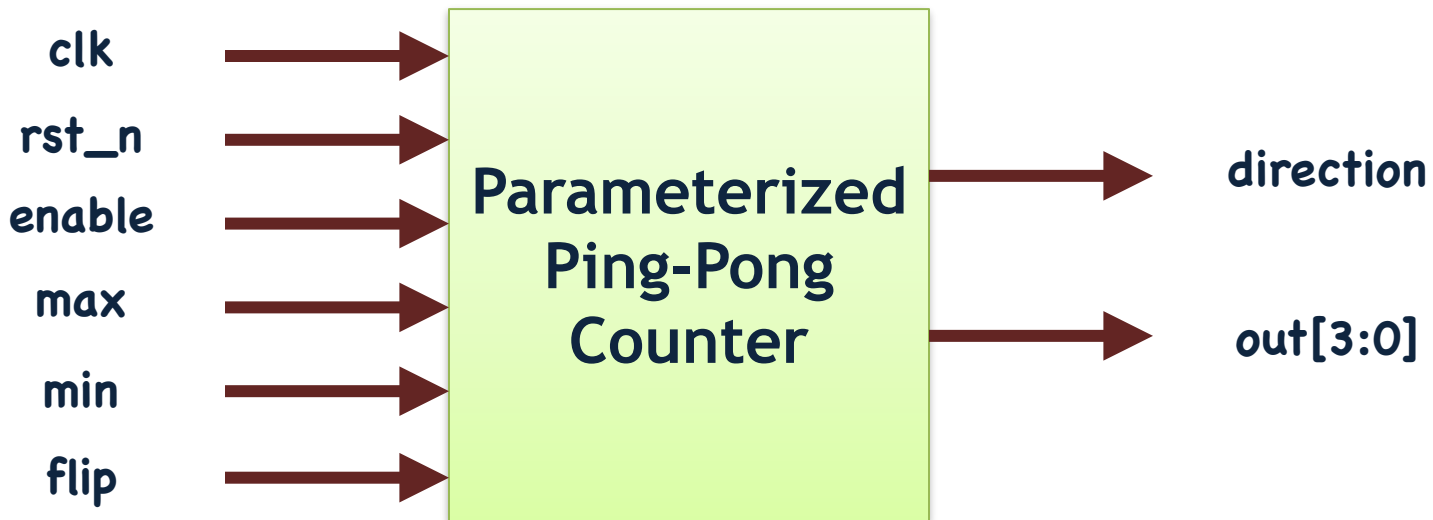 clk
rst_n
enable
max
min
flip
Parameterized
Ping-Pong
Counter
direction
out[3:0]